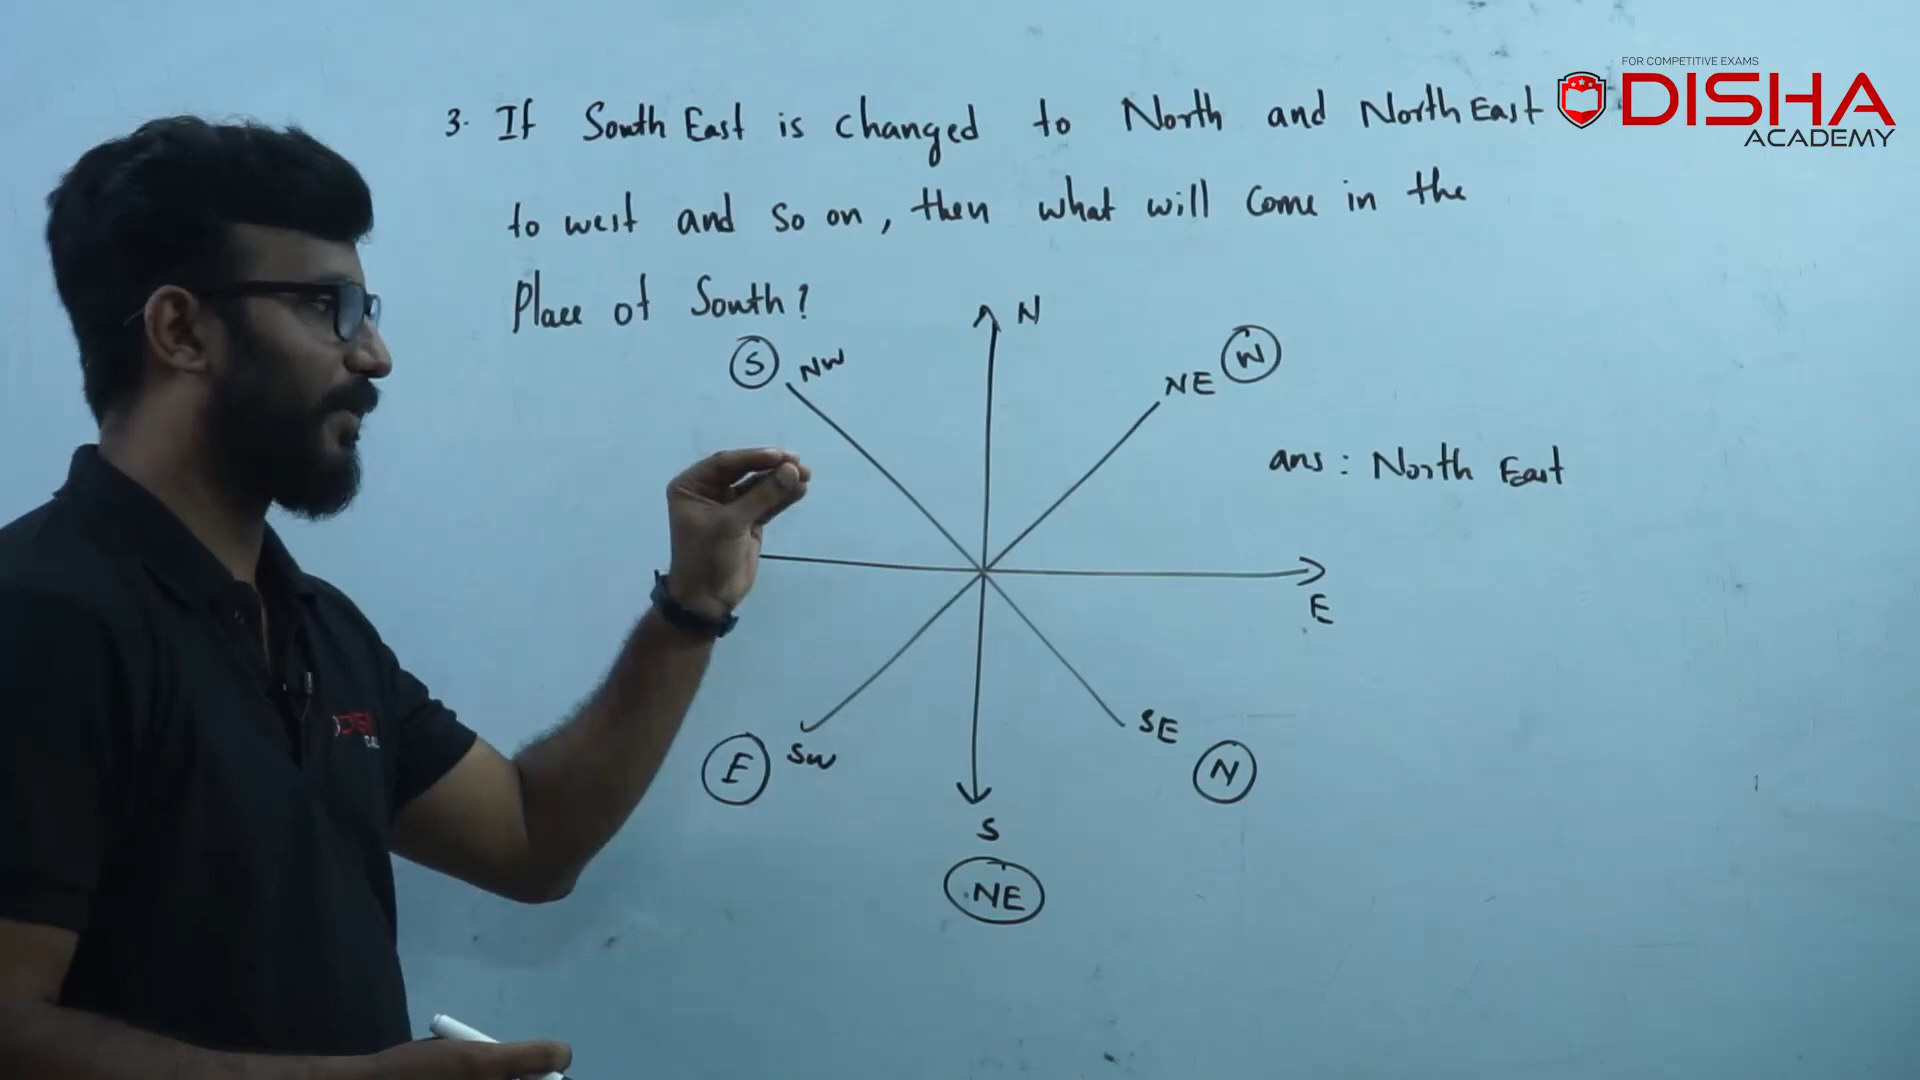 FOR COMPETITIVE EXAMS
DISHA
ACADEMY
3. If South East is changed to North and North East
to west and so on, then what will come in the
Place of South?
N
S NW
NE W
ans : North East
E
E SW
SE N
S
NE